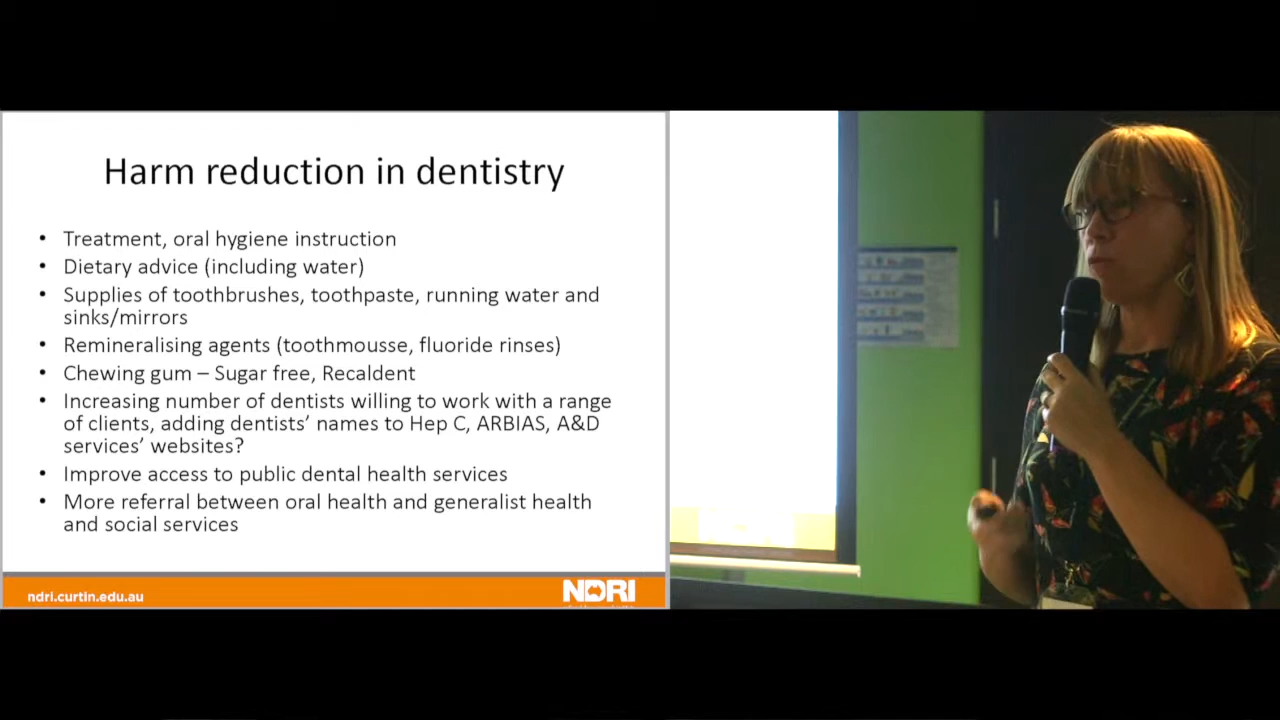 Harm reduction in dentistry
• Treatment, oral hygiene instruction
• Dietary advice (including water)
• Supplies of toothbrushes, toothpaste, running water and
sinks/mirrors
• Remineralising agents (toothmousse, fluoride rinses)
• Chewing gum – Sugar free, Recaldent
• Increasing number of dentists willing to work with a range
of clients, adding dentists’ names to Hep C, ARBIAS, A&D
services’ websites?
• Improve access to public dental health services
• More referral between oral health and generalist health
and social services
ndri.curtin.edu.au
NDRI